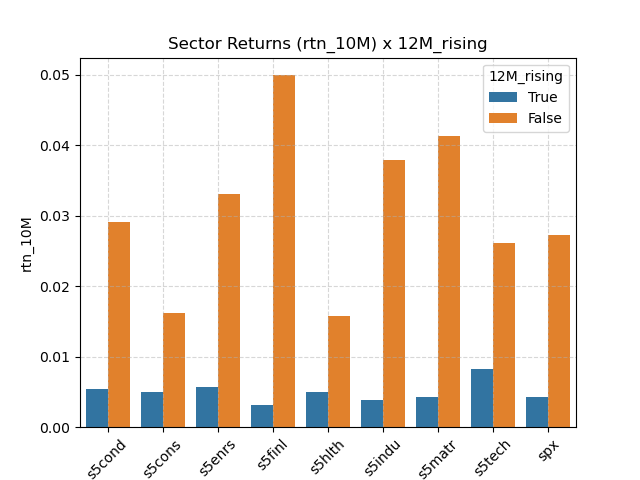 Sector Returns (rtn_10M) x 12M_rising
12M_rising
True
False
rtn_10M
0.05
0.04
0.03
0.02
0.01
0.00
s5cond
s5cons
s5enrs
s5finl
s5hlth
s5indu
s5matr
s5tech
spx